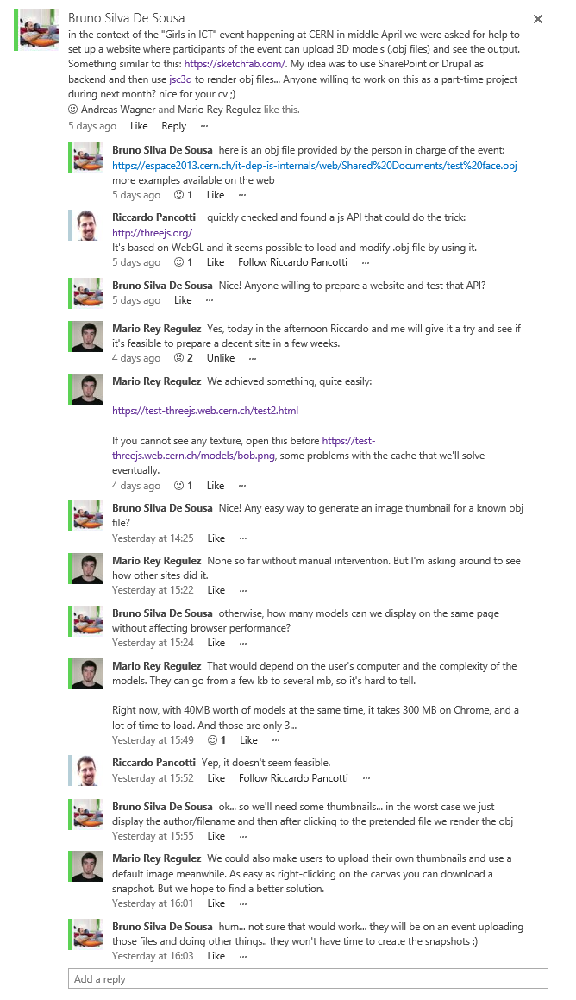 Bruno Silva De Sousa
in the context of the "Girls in ICT" event happening at CERN in middle April we were asked for help to
set up a website where participants of the event can upload 3D models (.obj files) and see the output.
Something similar to this: https://sketchfab.com/. My idea was to use SharePoint or Drupal as
backend and then use jsc3d to render obj files... Anyone willing to work on this as a part-time project
during next month? nice for your cv ;)
Andreas Wagner and Mario Rey Regulez like this.
5 days ago Like Reply ...
Bruno Silva De Sousa here is an obj file provided by the person in charge of the event:
https://espace2013.cern.ch/it-dep-is-internals/web/Shared%20Documents/test%20face.obj
more examples available on the web
5 days ago 1 Like ...
Riccardo Pancotti I quickly checked and found a js API that could do the trick:
http://threejs.org/
It's based on WebGL and it seems possible to load and modify .obj file by using it.
5 days ago 1 Like Follow Riccardo Pancotti ...
Bruno Silva De Sousa Nice! Anyone willing to prepare a website and test that API?
5 days ago Like ...
Mario Rey Regulez Yes, today in the afternoon Riccardo and me will give it a try and see if
it's feasible to prepare a decent site in a few weeks.
4 days ago 2 Unlike ...
Mario Rey Regulez We achieved something, quite easily:
https://test-threejs.web.cern.ch/test2.html
If you cannot see any texture, open this before https://test-
threejs.web.cern.ch/models/bob.png, some problems with the cache that we'll solve
eventually.
4 days ago 1 Like ...
Bruno Silva De Sousa Nice! Any easy way to generate an image thumbnail for a known obj
file?
Yesterday at 14:25 Like ...
Mario Rey Regulez None so far without manual intervention. But I'm asking around to see
how other sites did it.
Yesterday at 15:22 Like ...
Bruno Silva De Sousa otherwise, how many models can we display on the same page
without affecting browser performance?
Yesterday at 15:24 Like ...
Mario Rey Regulez That would depend on the user's computer and the complexity of the
models. They can go from a few kb to several mb, so it's hard to tell.
Right now, with 40MB worth of models at the same time, it takes 300 MB on Chrome, and a
lot of time to load. And those are only 3...
Yesterday at 15:49 1 Like ...
Riccardo Pancotti Yep, it doesn't seem feasible.
Yesterday at 15:52 Like Follow Riccardo Pancotti ...
Bruno Silva De Sousa ok... so we'll need some thumbnails... in the worst case we just
display the author/filename and then after clicking to the pretended file we render the obj
Yesterday at 15:55 Like ...
Mario Rey Regulez We could also make users to upload their own thumbnails and use a
default image meanwhile. As easy as right-clicking on the canvas you can download a
snapshot. But we hope to find a better solution.
Yesterday at 16:01 Like ...
Bruno Silva De Sousa hum... not sure that would work... they will be on an event uploading
those files and doing other things.. they won't have time to create the snapshots :)
Yesterday at 16:03 Like ...
Add a reply